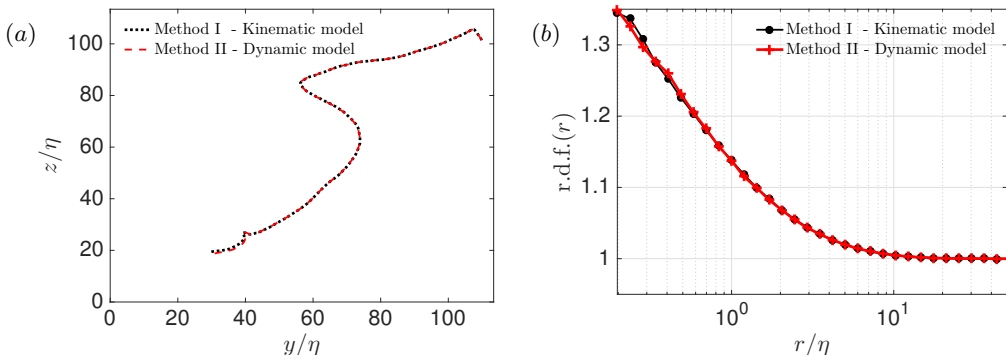 (a)
Method I - Kinematic model
Method II - Dynamic model
100
80
60
40
20
0
z/η
0 20 40 60 80 100
y/η
(b)
Method I - Kinematic model
Method II - Dynamic model
1.3
1.2
1.1
1
r.d.f.(r)
10^0 10^1
r/η